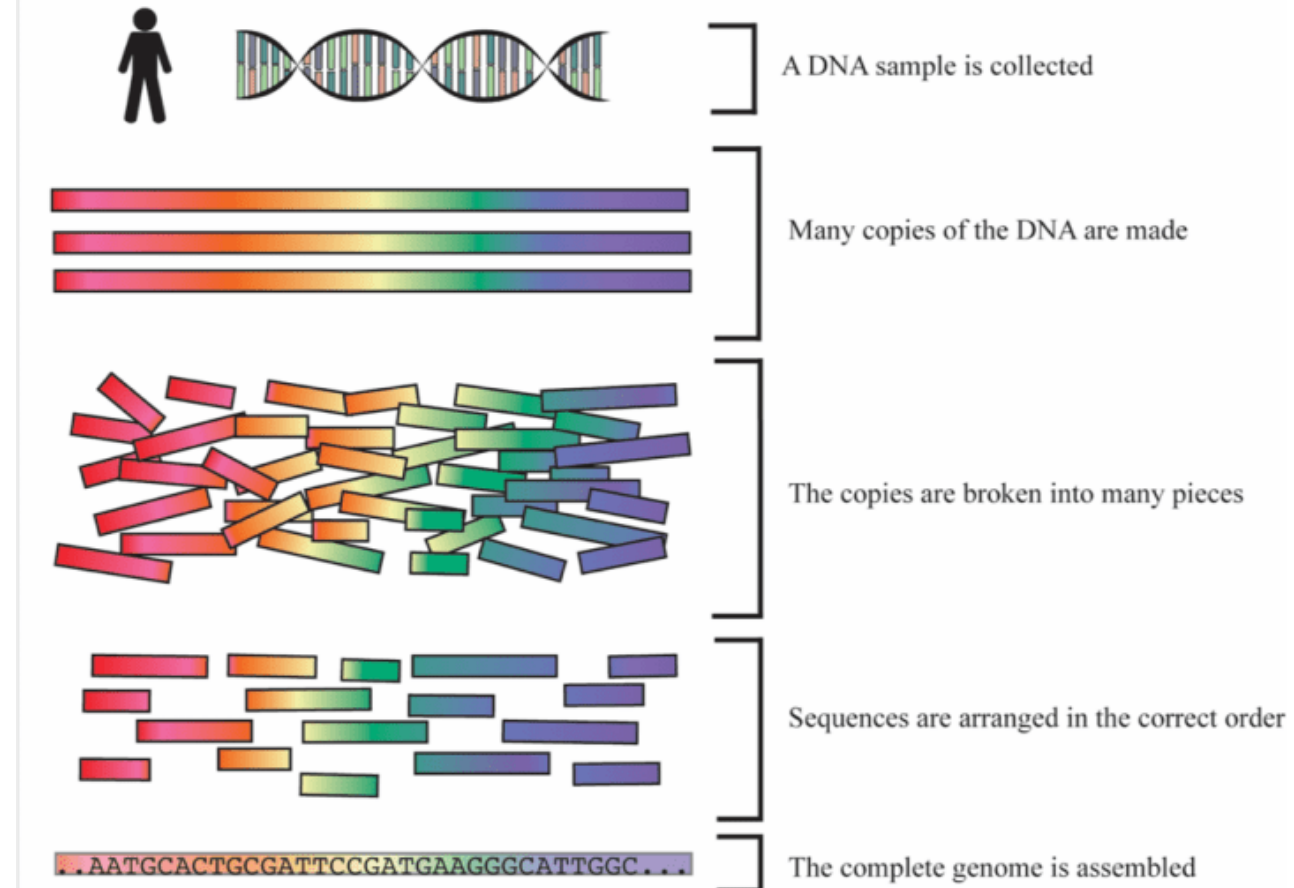 A DNA sample is collected
Many copies of the DNA are made
The copies are broken into many pieces
Sequences are arranged in the correct order
..AATGCACTGCGATTCCGATGAAGGGCATTGGC...
The complete genome is assembled